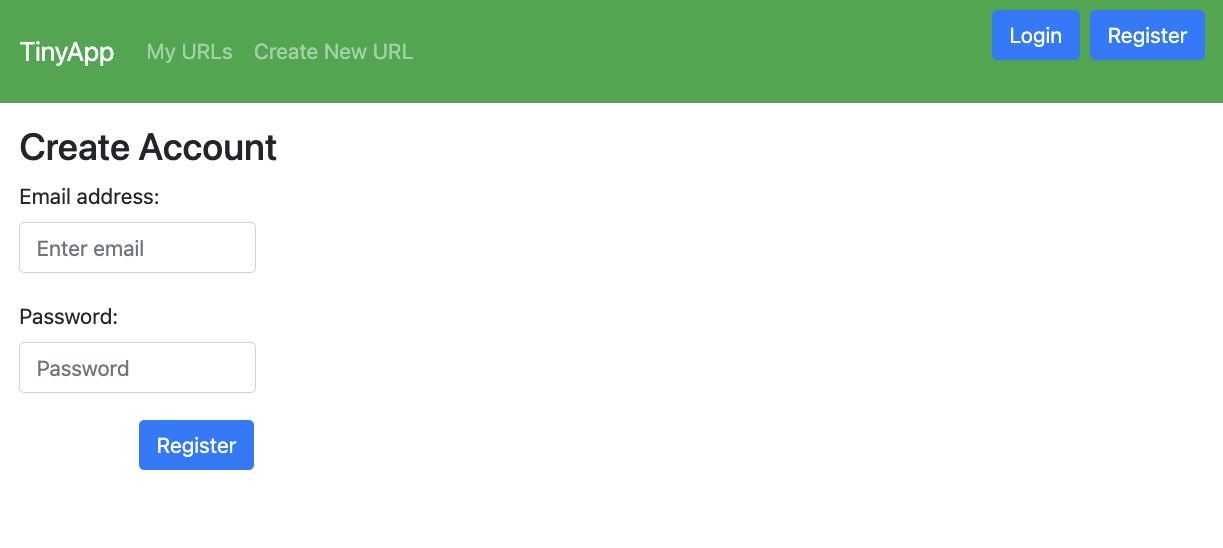 TinyApp My URLs Create New URL Login Register
Create Account
Email address:
Enter email
Password:
Password
Register